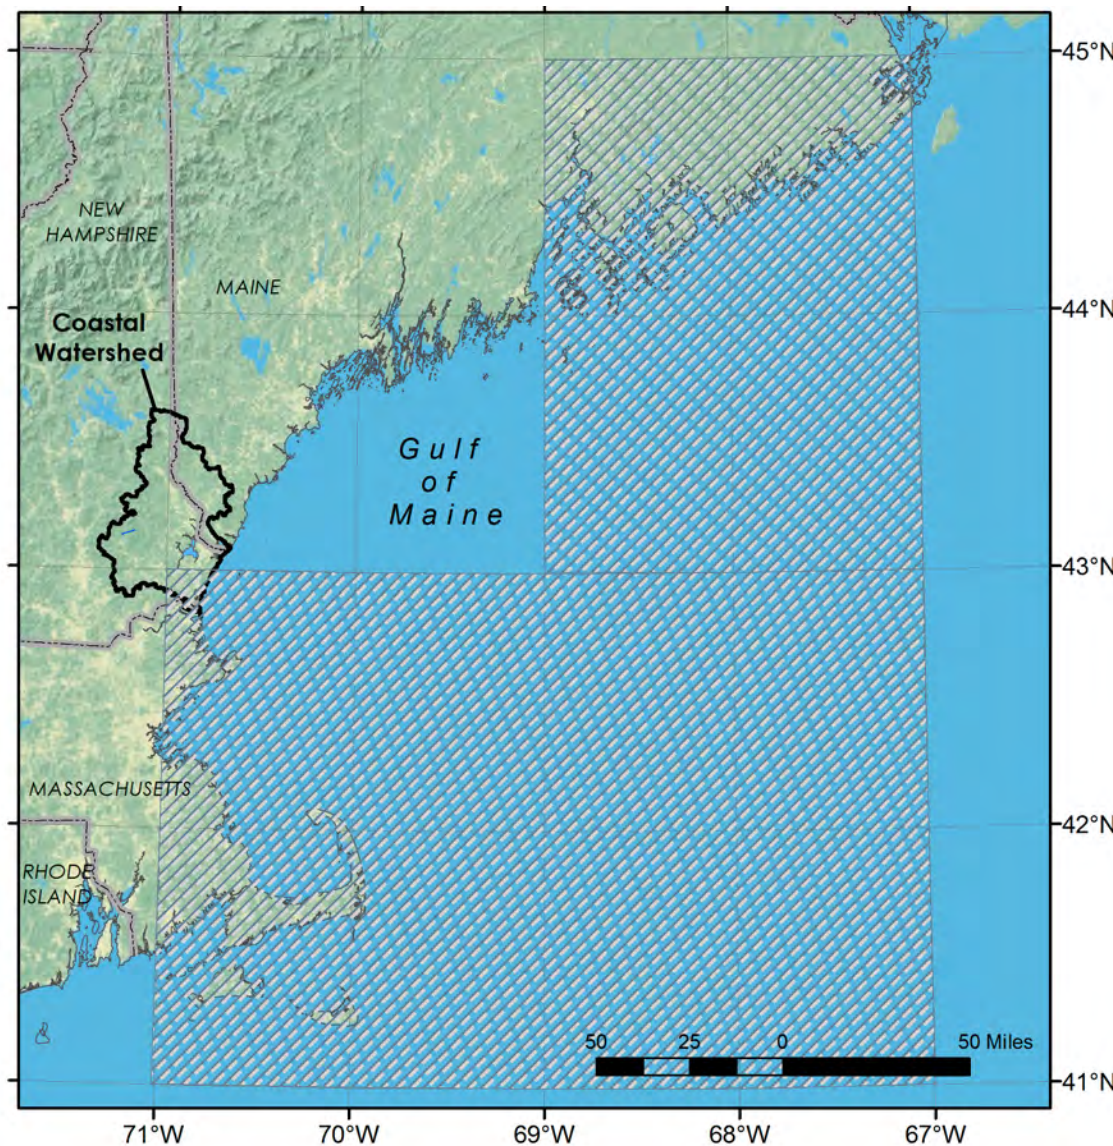 45°N
NEW
HAMPSHIRE
MAINE
44°N
Coastal
Watershed
Gulf
of
Maine
43°N
MASSACHUSETTS
42°N
RHODE
ISLAND
50 25 0 50 Miles
41°N
71°W 70°W 69°W 68°W 67°W